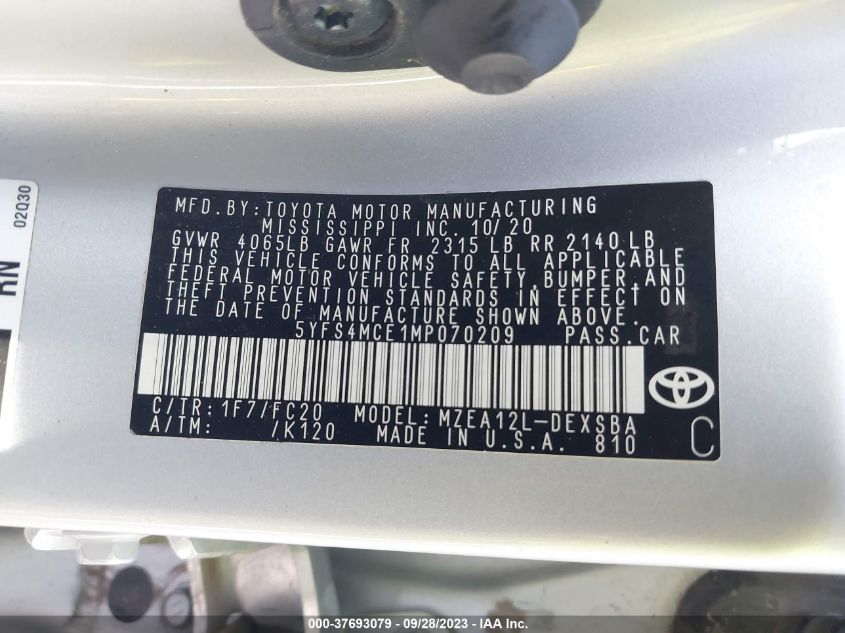 02Q30
RN
MFD.BY:TOYOTA MOTOR MANUFACTURING
MISSISSIPPI INC. 10/20
GVWR 4065LB GAWR FR 2315LB RR 2140LB
THIS VEHICLE CONFORMS TO ALL APPLICABLE
FEDERAL MOTOR VEHICLE SAFETY,BUMPER,AND
THEFT PREVENTION STANDARDS IN EFFECT ON
THE DATE OF MANUFACTURE SHOWN ABOVE.
5YFS4MCE1MP070209 PASS.CAR
C/TR: 1F7/FC20 MODEL: MZEA12L-DEXSBA
A/TM: /K120 MADE IN U.S.A. 810
C
000-37693079 - 09/28/2023 - IAA Inc.